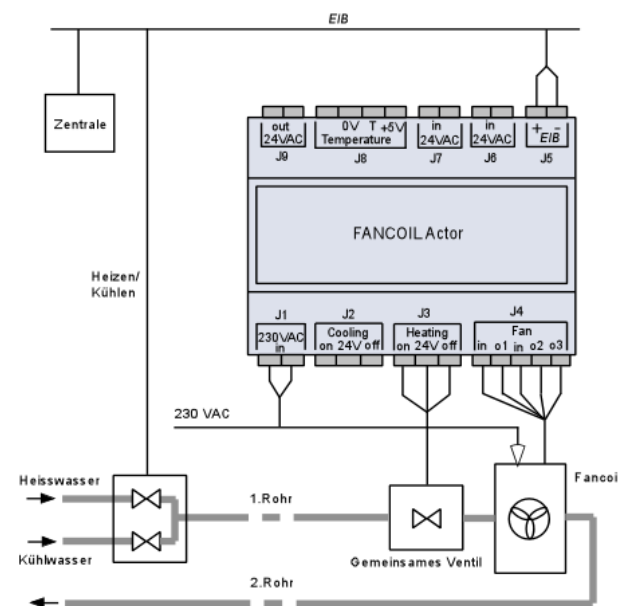 EIB
Zentrale
out
24VAC
J9
0V T +5V
Temperature
J8
in
24VAC
J7
in
24VAC
J6
+ -
EIB
J5
FANCOIL Actor
Heizen/
Kühlen
J1
230VAC
in
J2
Cooling
on 24V off
J3
Heating
on 24V off
J4
Fan
in o1 in o2 o3
230 VAC
Heisswasser
Kühlwasser
1.Rohr
Gemeinsames Ventil
Fancoi
2.Rohr